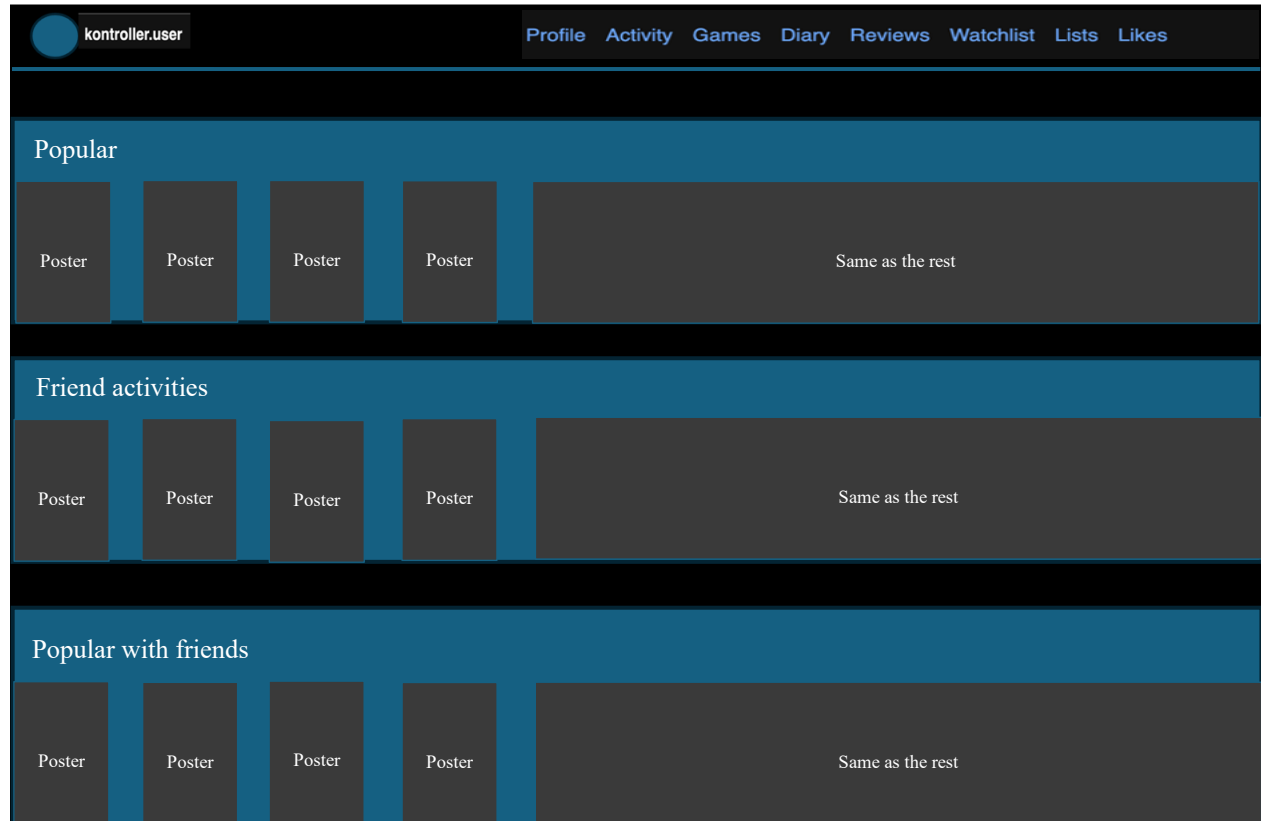 kontroller.user
Profile Activity Games Diary Reviews Watchlist Lists Likes
Popular
Poster Poster Poster Poster Same as the rest
Friend activities
Poster Poster Poster Poster Same as the rest
Popular with friends
Poster Poster Poster Poster Same as the rest